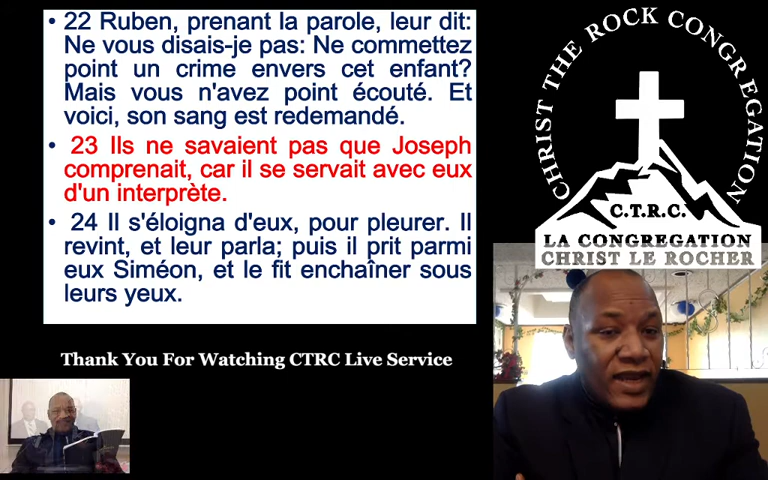 • 22 Ruben, prenant la parole, leur dit:
Ne vous disais-je pas: Ne commettez
point un crime envers cet enfant?
Mais vous n'avez point écouté. Et
voici, son sang est redemandé.
• 23 Ils ne savaient pas que Joseph
comprenait, car il se servait avec eux
d'un interprète.
• 24 Il s'éloigna d'eux, pour pleurer. Il
revint, et leur parla; puis il prit parmi
eux Siméon, et le fit enchaîner sous
leurs yeux.
CHRIST THE ROCK CONGREGATION
C.T.R.C.
LA CONGREGATION
CHRIST LE ROCHER
Thank You For Watching CTRC Live Service